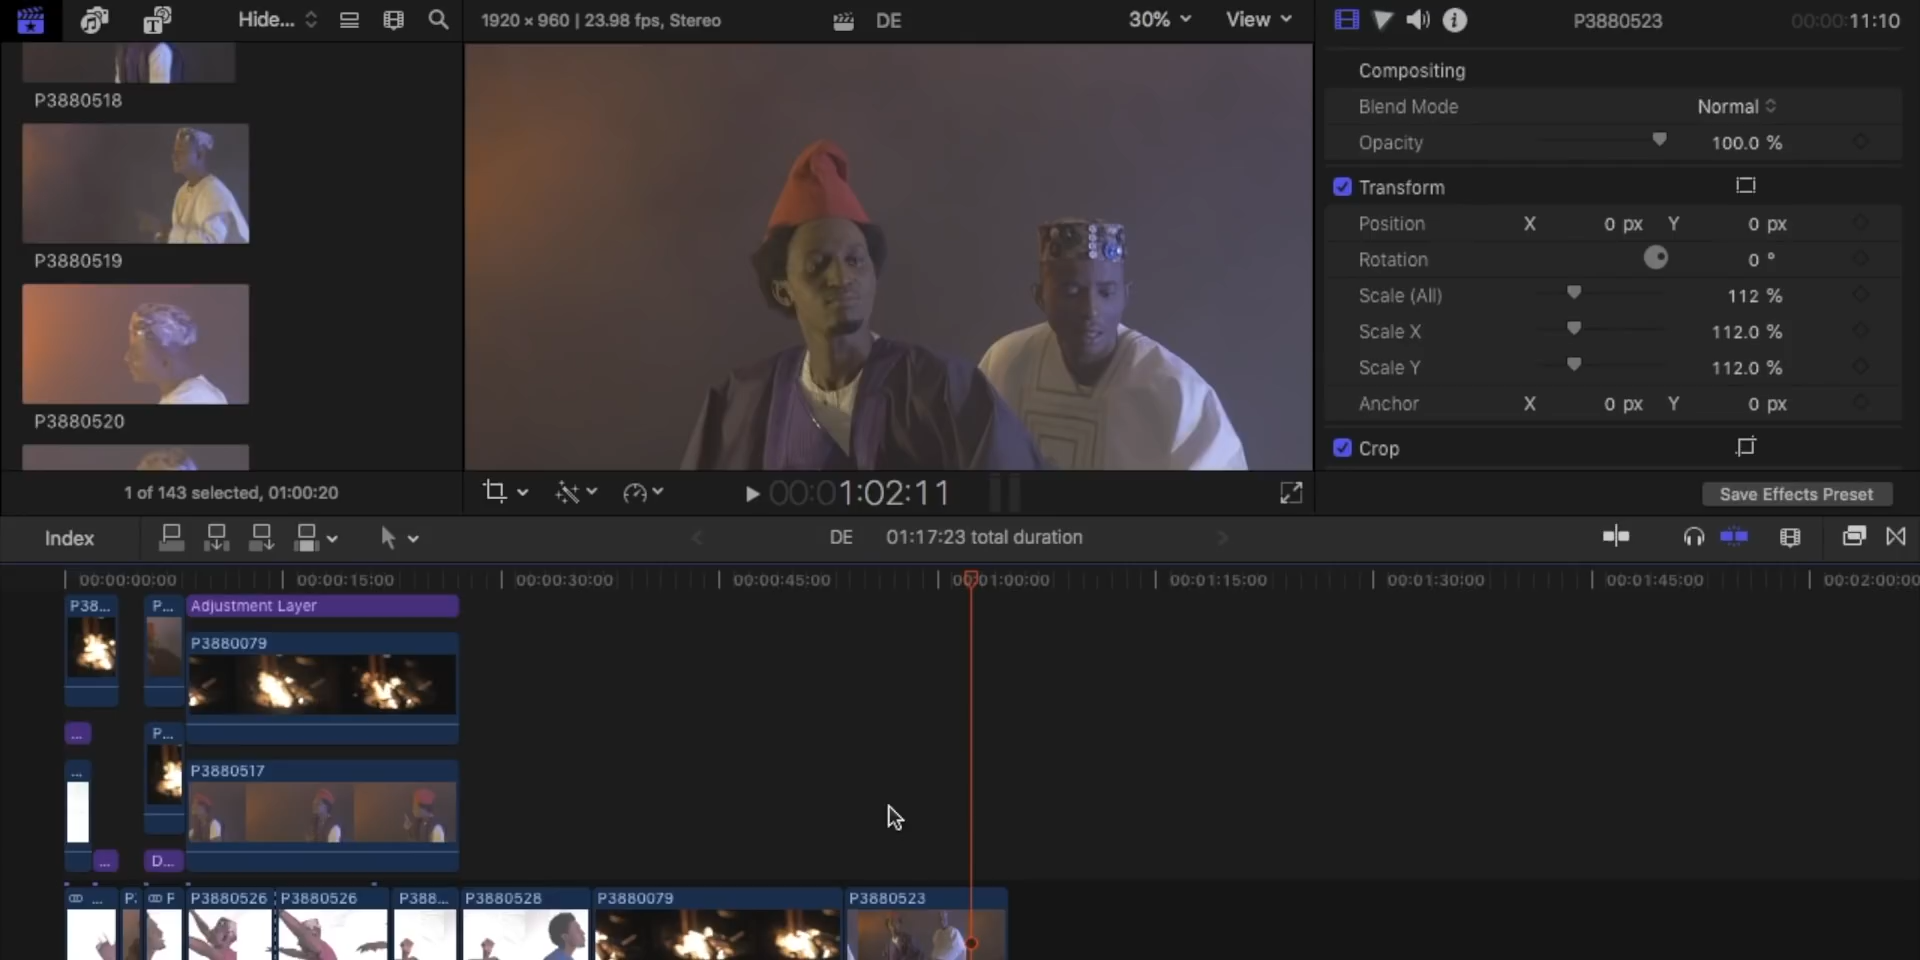 Hide...
1920 × 960 | 23.98 fps, Stereo
DE
30%
View
P3880523
00:00:11:10
P3880518
P3880519
P3880520
Compositing
Blend Mode
Normal
Opacity
100.0 %
Transform
Position X 0 px Y 0 px
Rotation 0 °
Scale (All) 112 %
Scale X 112.0 %
Scale Y 112.0 %
Anchor X 0 px Y 0 px
Crop
1 of 143 selected, 01:00:20
00:01:02:11
Save Effects Preset
Index
DE
01:17:23 total duration
00:00:00:00 00:00:15:00 00:00:30:00 00:00:45:00 00:01:00:00 00:01:15:00 00:01:30:00 00:01:45:00 00:02:00:00
P38... P... Adjustment Layer
P3880079
... P...
... P3880517
... D...
... P: P P3880526 P3880526 P388... P3880528 P3880079 P3880523